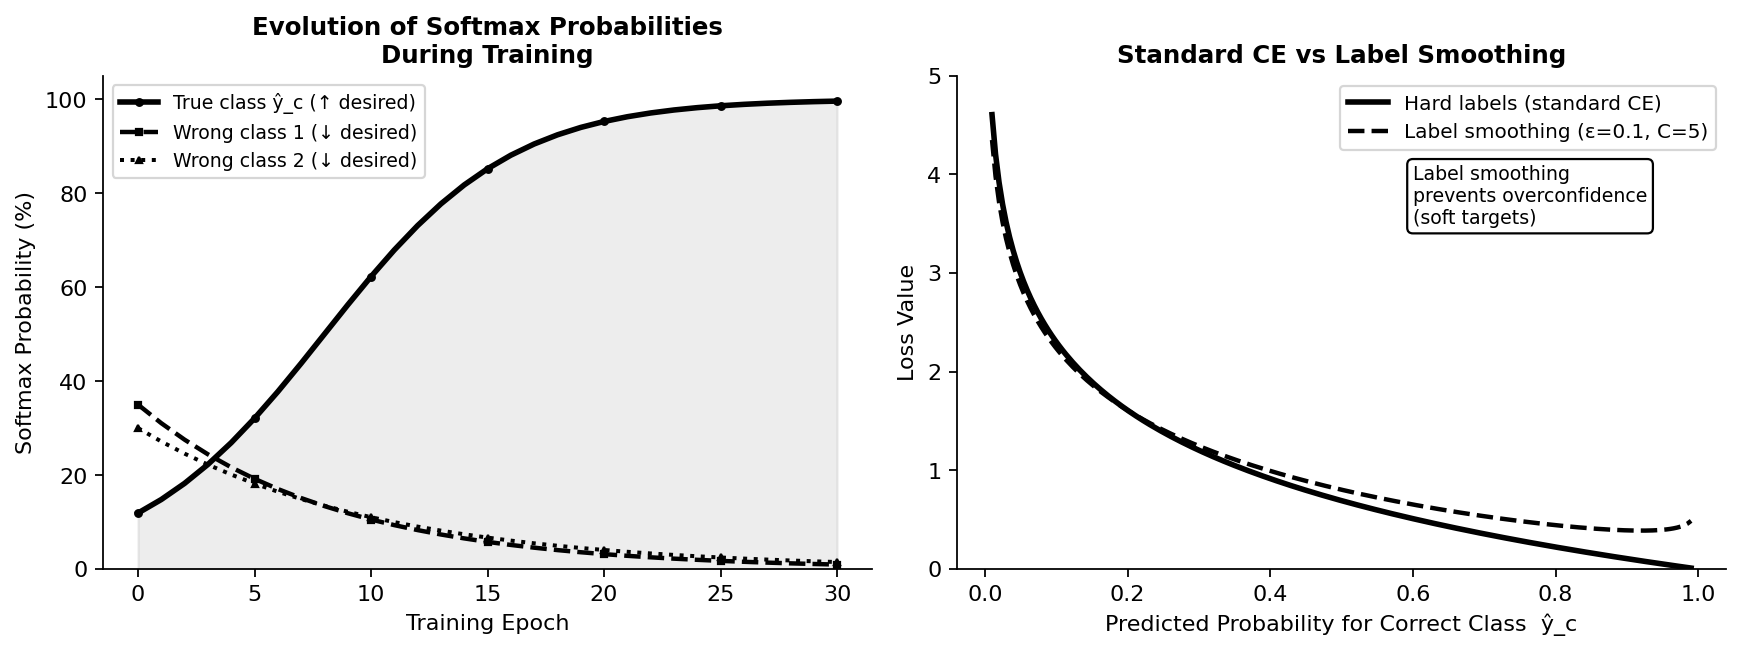 Evolution of Softmax Probabilities
During Training
True class ŷ_c (↑ desired)
Wrong class 1 (↓ desired)
Wrong class 2 (↓ desired)
Softmax Probability (%)
100
80
60
40
20
0
0 5 10 15 20 25 30
Training Epoch
Standard CE vs Label Smoothing
Hard labels (standard CE)
Label smoothing (ε=0.1, C=5)
Label smoothing
prevents overconfidence
(soft targets)
Loss Value
5
4
3
2
1
0
0.0 0.2 0.4 0.6 0.8 1.0
Predicted Probability for Correct Class ŷ_c